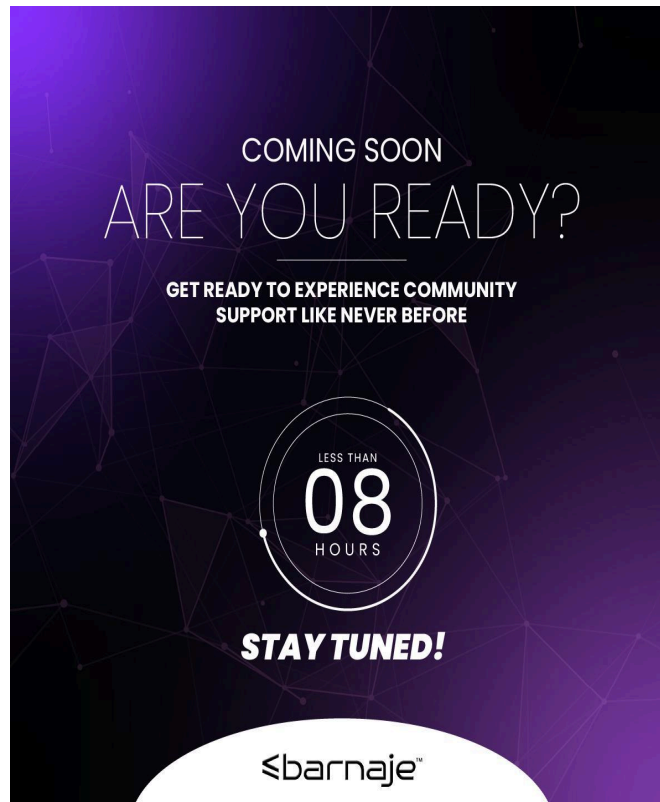 COMING SOON
ARE YOU READY?
GET READY TO EXPERIENCE COMMUNITY
SUPPORT LIKE NEVER BEFORE
LESS THAN
08
HOURS
STAY TUNED!
barnaje™